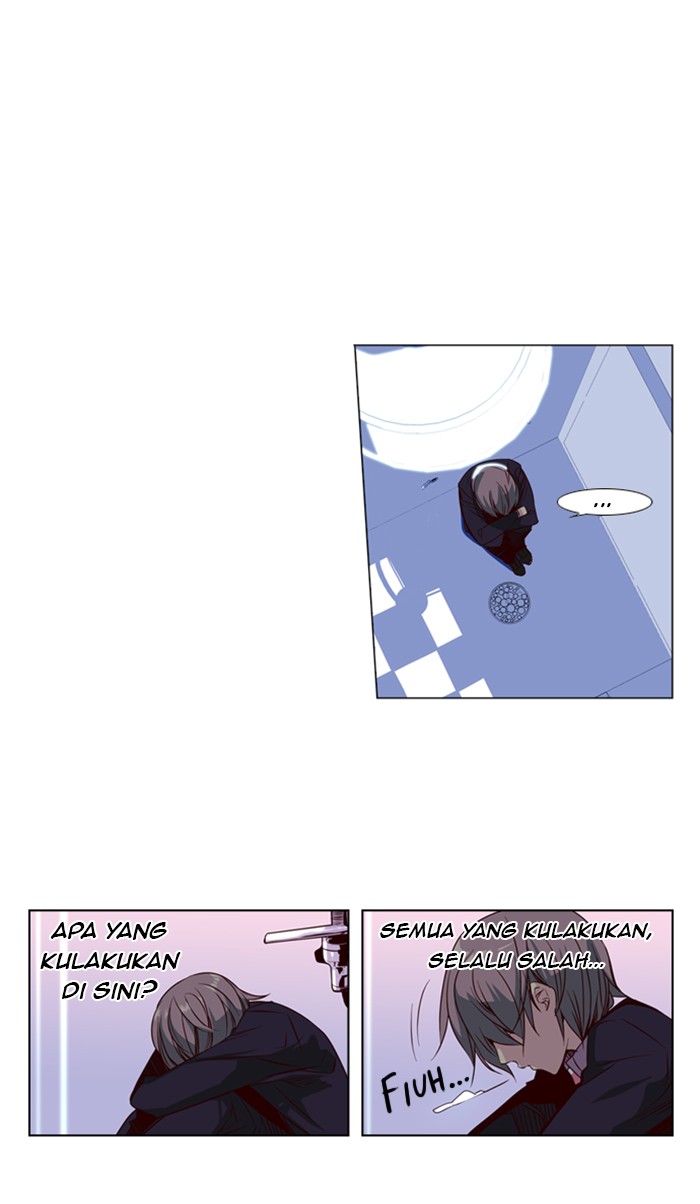 ...
APA YANG
KULAKUKAN
DI SINI?
SEMUA YANG KULAKUKAN,
SELALU SALAH...
FIUH...